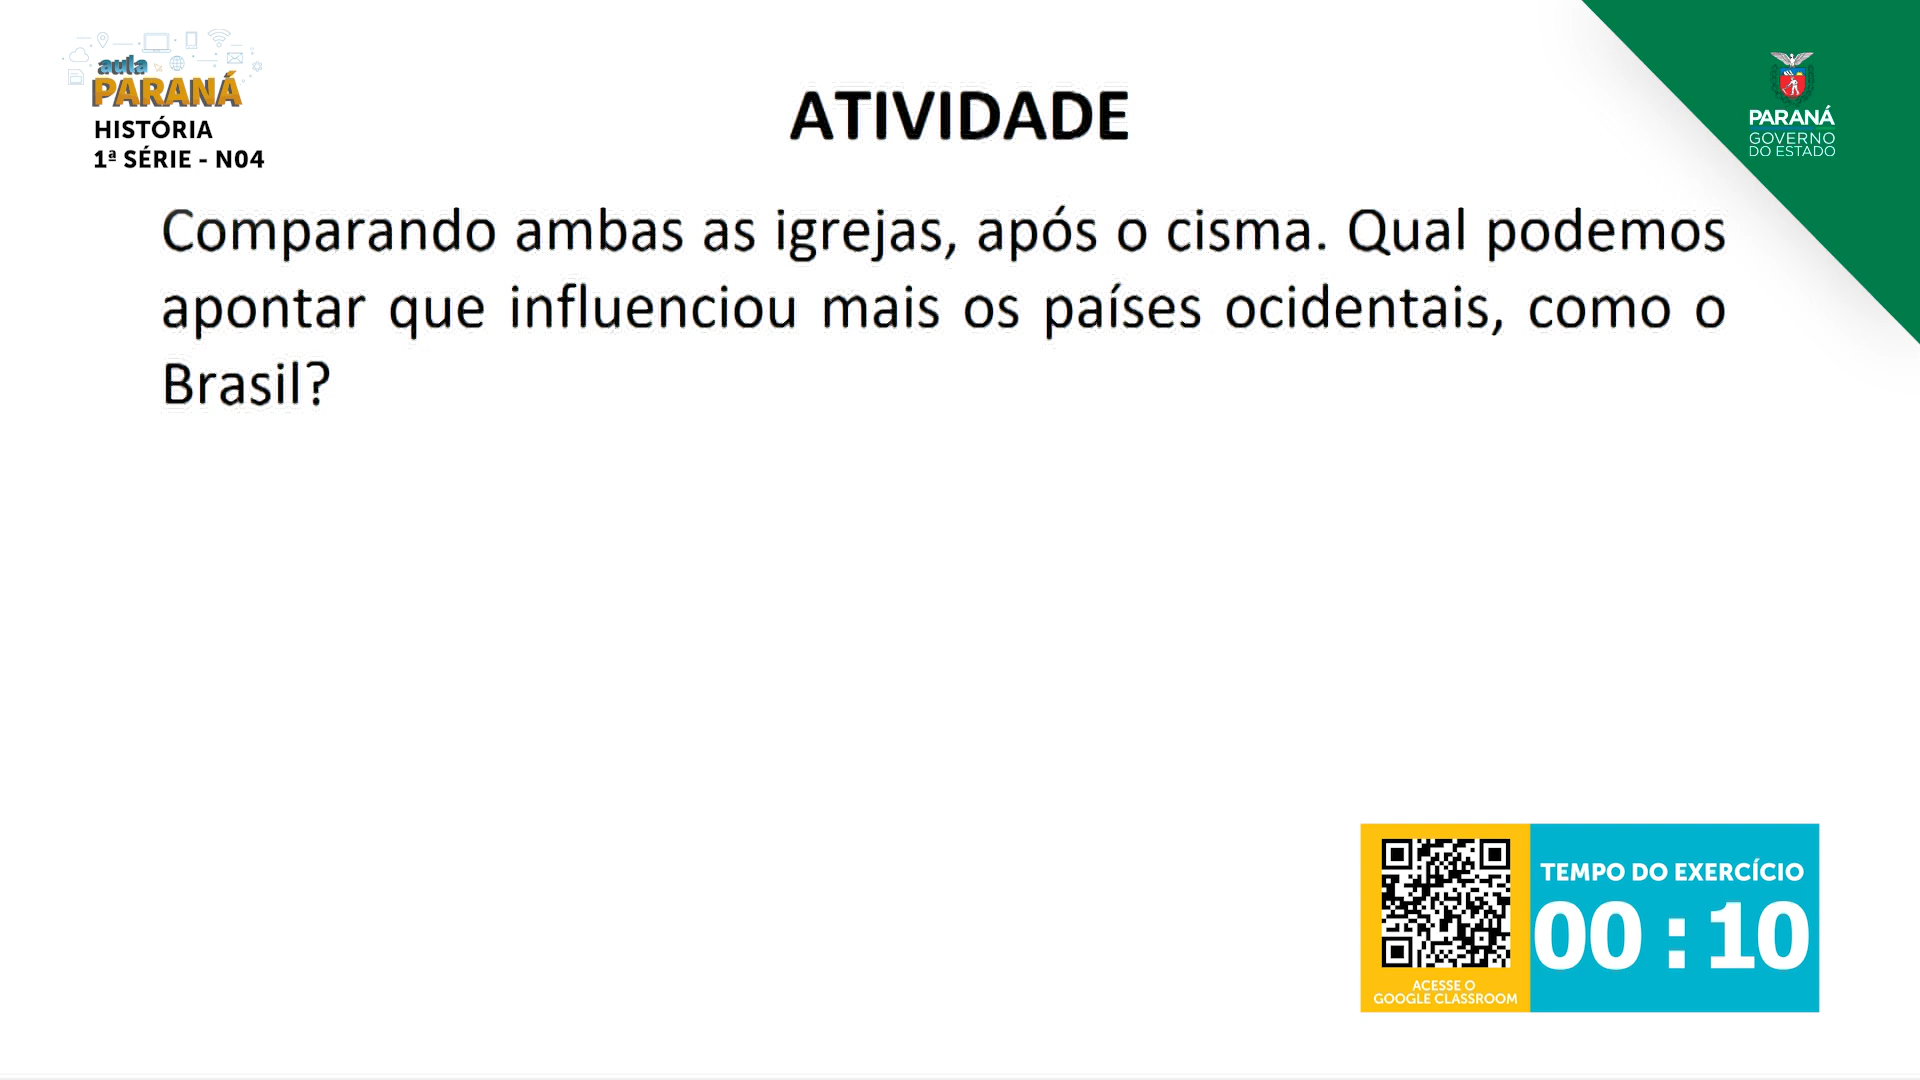 aula
PARANÁ
HISTÓRIA
1ª SÉRIE - N04
ATIVIDADE
PARANÁ
GOVERNO
DO ESTADO
Comparando ambas as igrejas, após o cisma. Qual podemos
apontar que influenciou mais os países ocidentais, como o
Brasil?
TEMPO DO EXERCÍCIO
00 : 10
ACESSE O
GOOGLE CLASSROOM